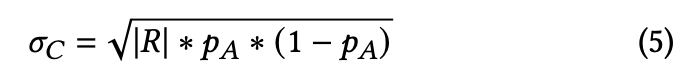 σ_C = √(|R| ∗ p_A ∗ (1 − p_A)) (5)